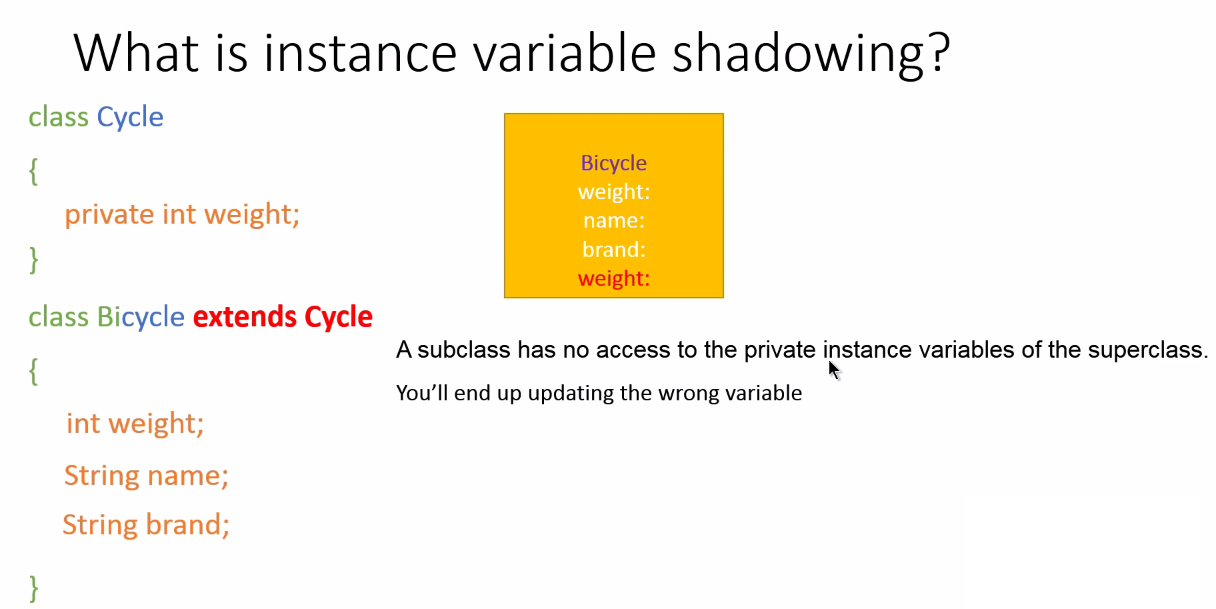 What is instance variable shadowing?
class Cycle
{
private int weight;
}
class Bicycle extends Cycle
{
int weight;
String name;
String brand;
}
Bicycle
weight:
name:
brand:
weight:
A subclass has no access to the private instance variables of the superclass.
You’ll end up updating the wrong variable